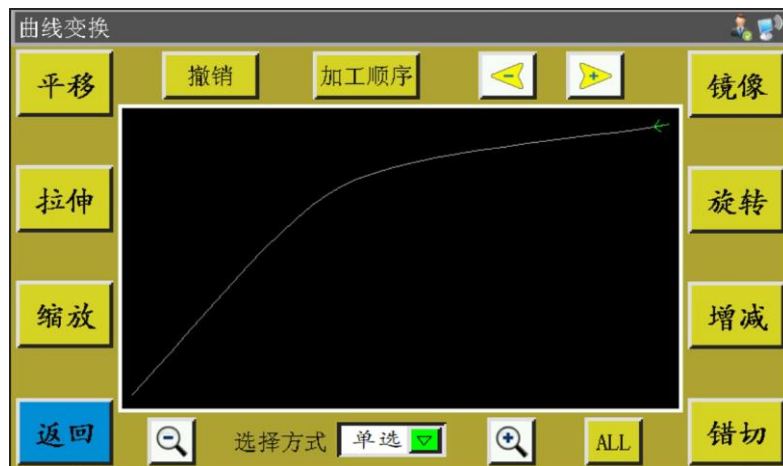 曲线变换
平移
撤销
加工顺序
-
+
镜像
拉伸
旋转
缩放
增减
返回
选择方式
单选
ALL
错切